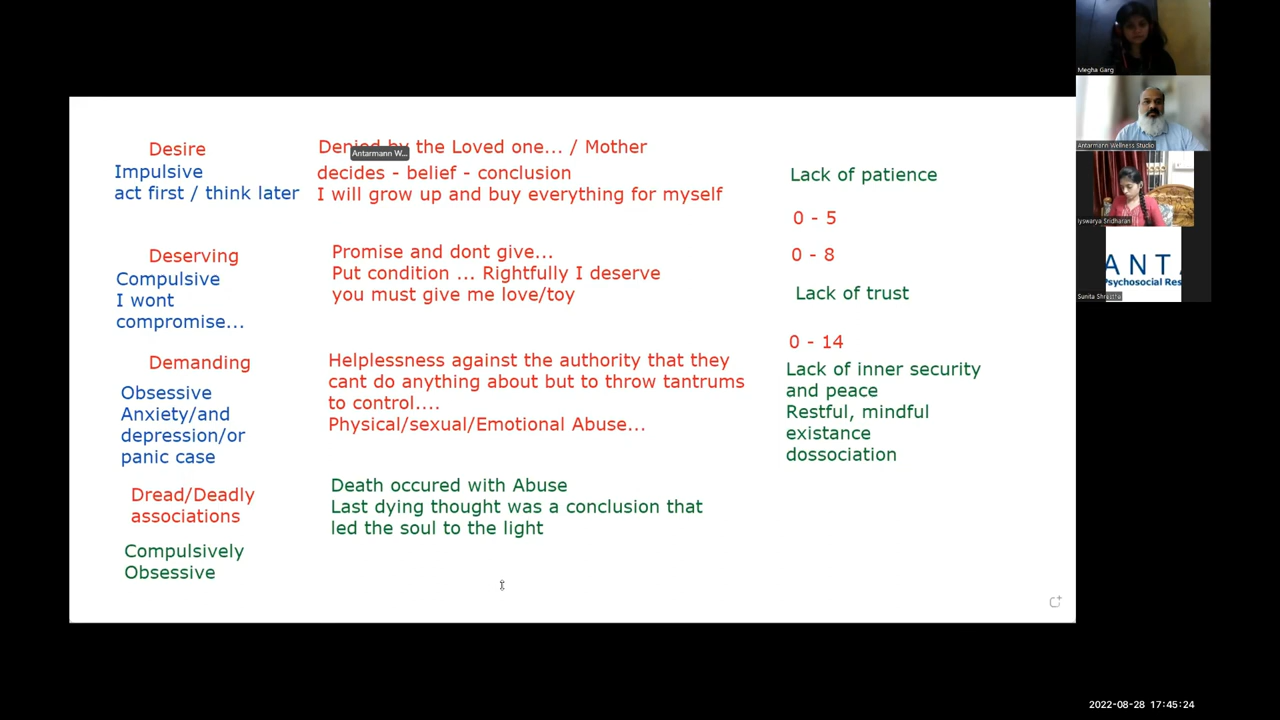 Desire
Impulsive
act first / think later
Denied by the Loved one... / Mother
Antarmann W...
decides - belief - conclusion
I will grow up and buy everything for myself
Lack of patience
0 - 5
Deserving
Compulsive
I wont
compromise...
Promise and dont give...
Put condition ... Rightfully I deserve
you must give me love/toy
0 - 8
Lack of trust
Demanding
Obsessive
Anxiety/and
depression/or
panic case
Helplessness against the authority that they
cant do anything about but to throw tantrums
to control....
Physical/sexual/Emotional Abuse...
0 - 14
Lack of inner security
and peace
Restful, mindful
existance
dossociation
Dread/Deadly
associations
Compulsively
Obsessive
Death occured with Abuse
Last dying thought was a conclusion that
led the soul to the light
Megha Garg
Antarmann Wellness Studio
Iyswarya Sridharan
ANTA
Psychosocial Res
Sunita Shrestha
2022-08-28 17:45:24